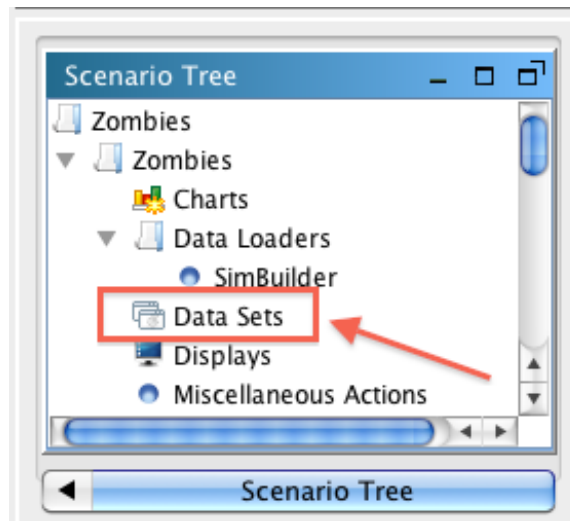 Scenario Tree
Zombies
Zombies
Charts
Data Loaders
SimBuilder
Data Sets
Displays
Miscellaneous Actions
Scenario Tree